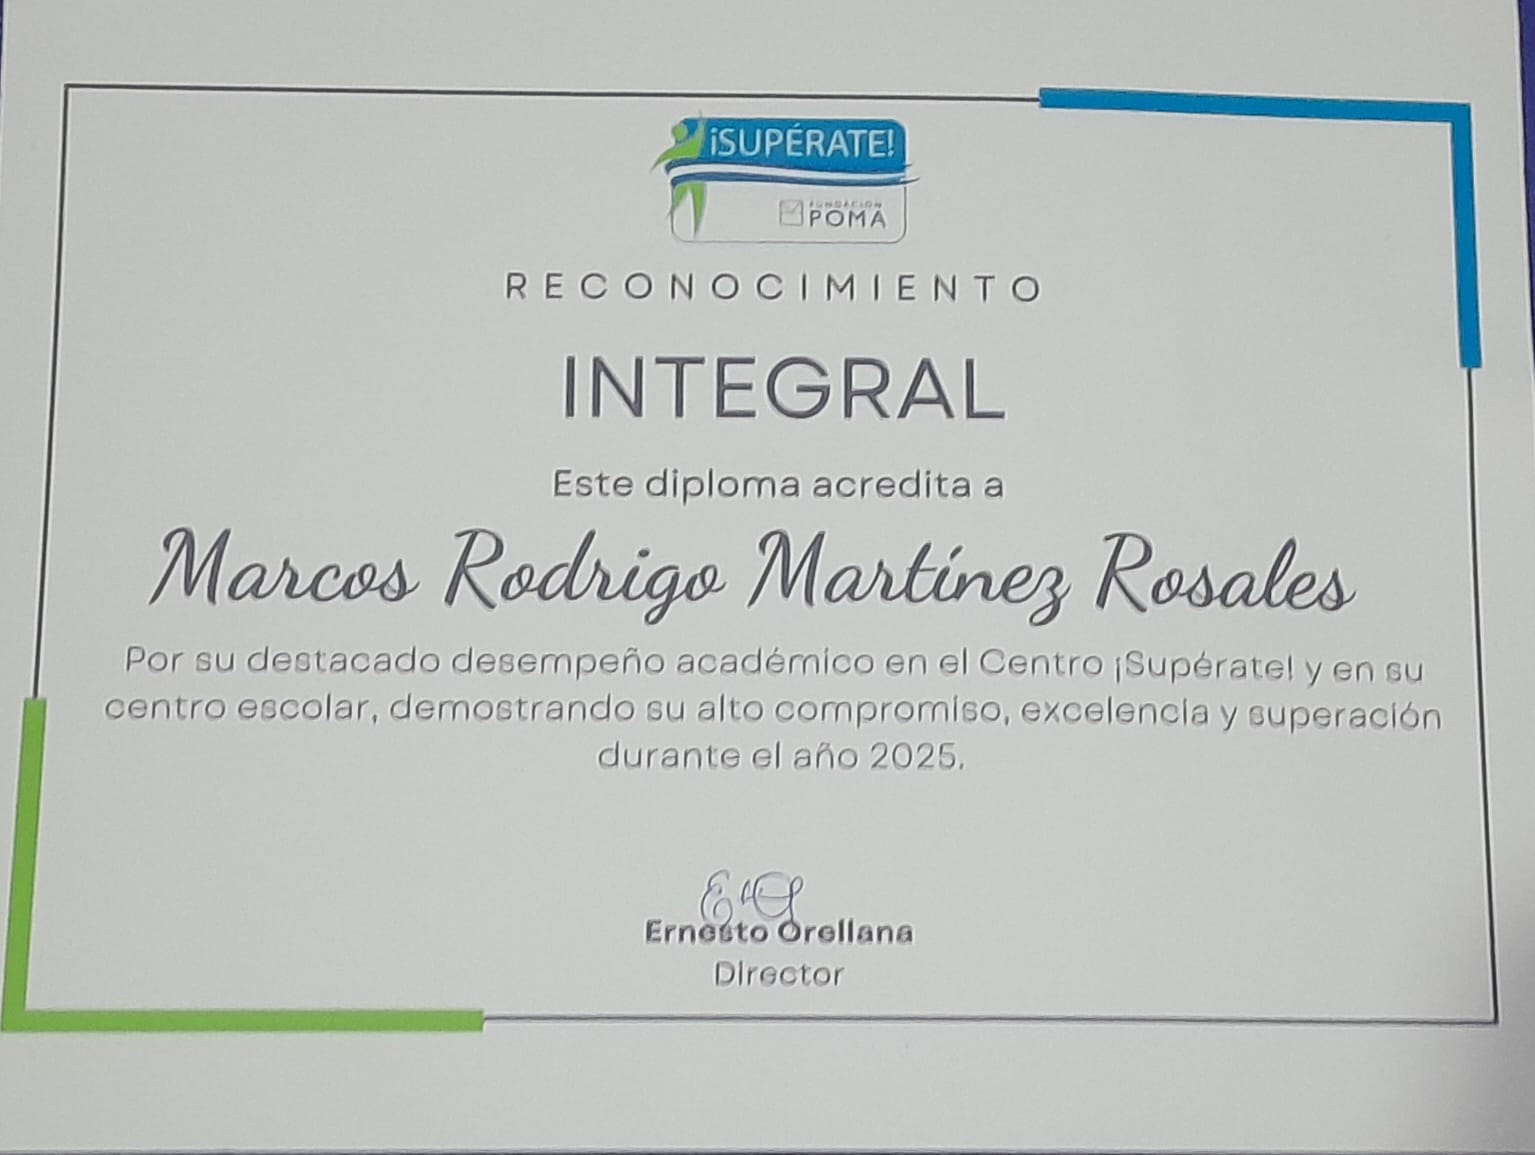 ¡SUPÉRATE!
FUNDACIÓN
POMA
RECONOCIMIENTO
INTEGRAL
Este diploma acredita a
Marcos Rodrigo Martínez Rosales
Por su destacado desempeño académico en el Centro ¡Supérate! y en su
centro escolar, demostrando su alto compromiso, excelencia y superación
durante el año 2025.
Ernesto Orellana
Director